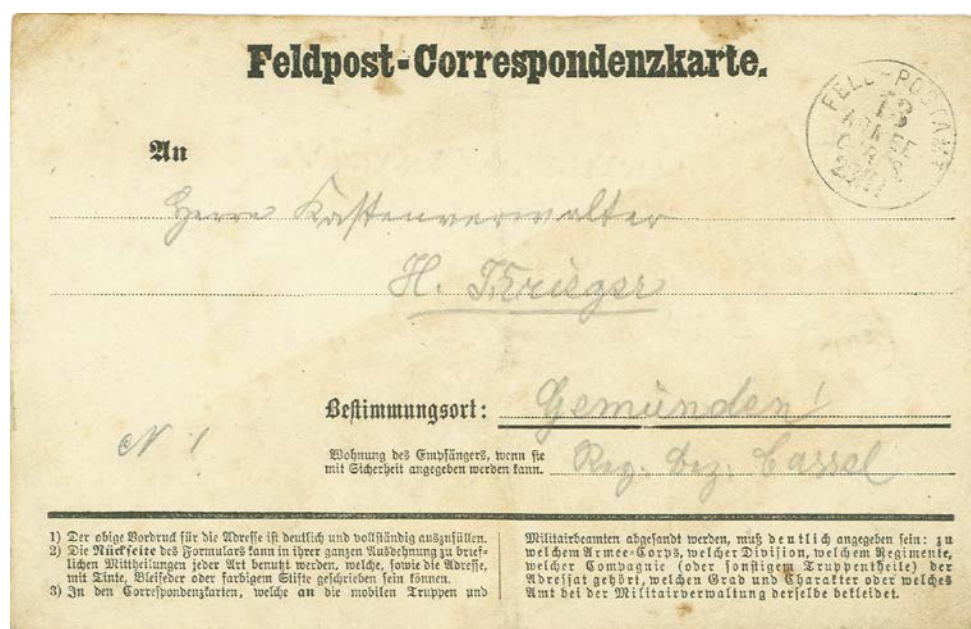 Feldpost-Correspondenzkarte.
FELD-POSTAMT
An
Herrn Kastenverwalter
H. Krieger
Bestimmungsort: Gemünden!
N 1
Wohnung des Empfängers, wenn sie
mit Sicherheit angegeben werden kann. Reg. Bez. Cassel
1) Der obige Vordruck für die Adresse ist deutlich und vollständig auszufüllen.
2) Die Rückseite des Formulars kann in ihrer ganzen Ausdehnung zu brief-
lichen Mittheilungen jeder Art benutzt werden, welche, sowie die Adresse,
mit Tinte, Bleifeder oder farbigem Stifte geschrieben sein können.
3) In den Correspondenzkarten, welche an die mobilen Truppen und
Militairbeamten abgesandt werden, muß deutlich angegeben sein: zu
welchem Armee-Corps, welcher Division, welchem Regimente,
welcher Compagnie (oder sonstigem Truppentheile) der
Adressat gehört, welchen Grad und Charakter oder welches
Amt bei der Militairverwaltung derselbe bekleidet.